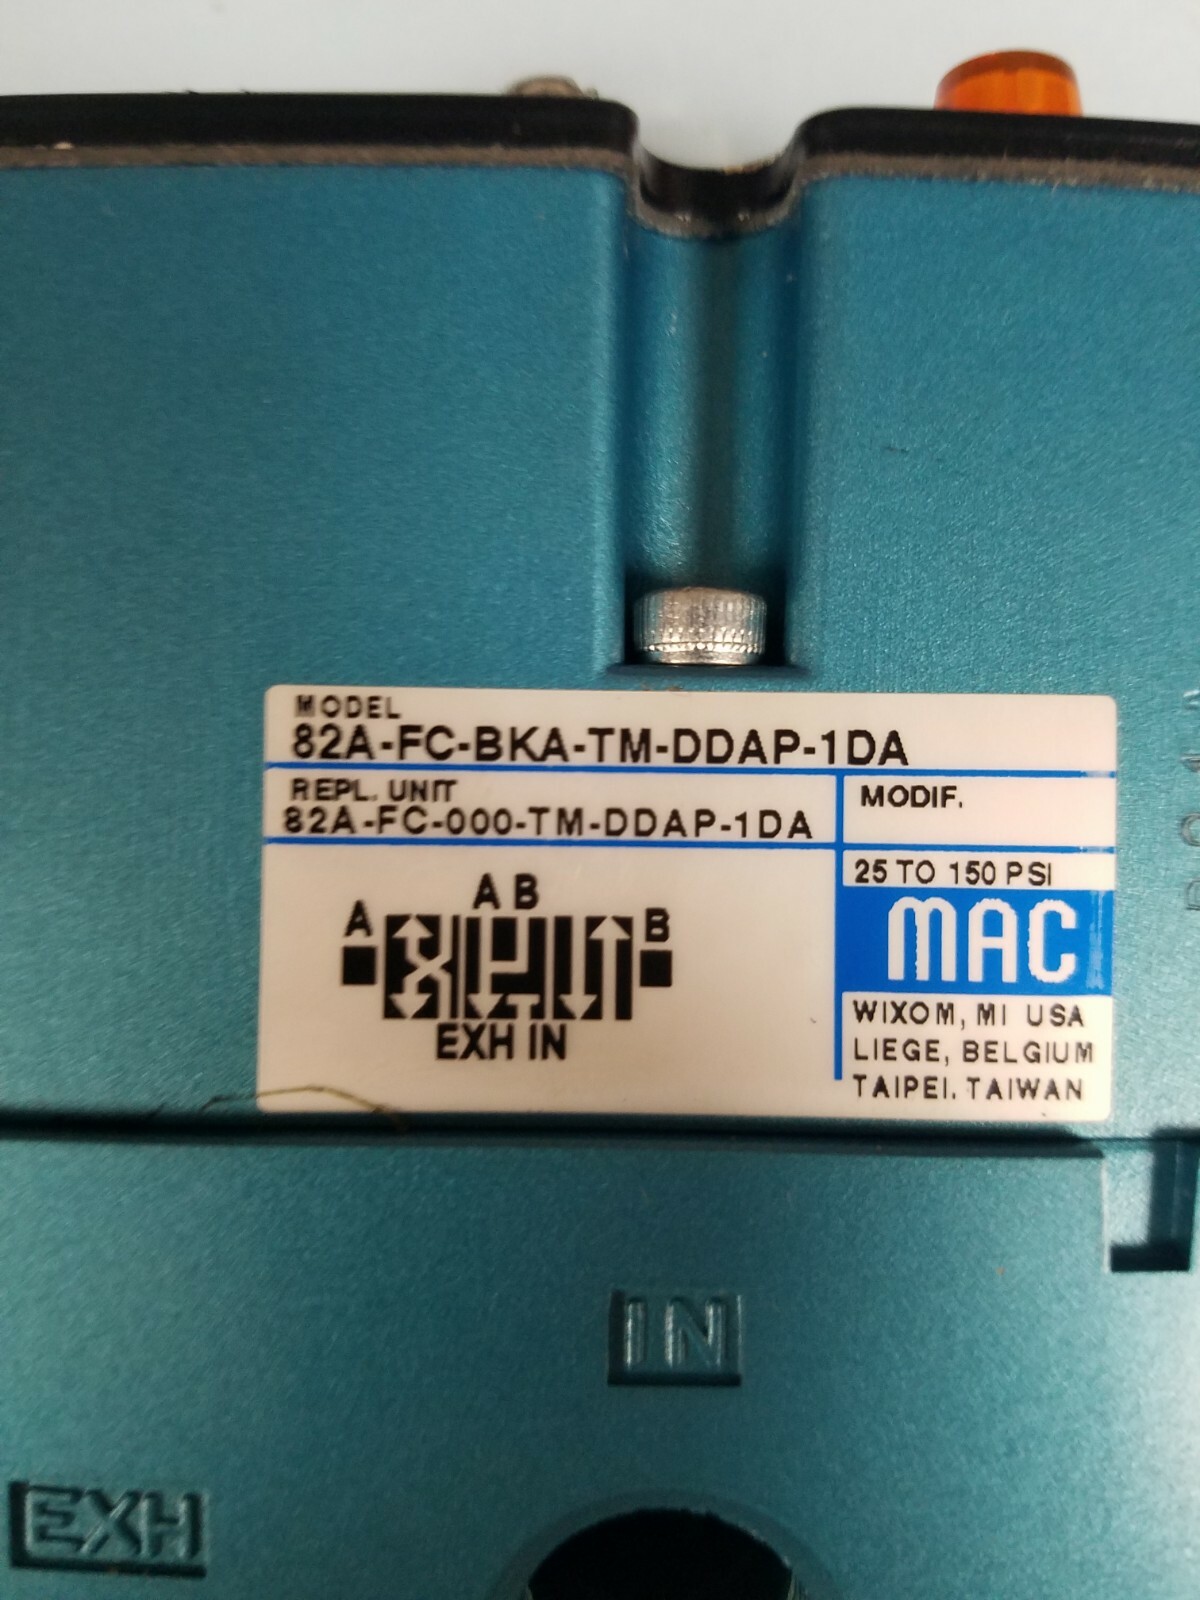 MODEL
82A-FC-BKA-TM-DDAP-1DA
REPL. UNIT
82A-FC-000-TM-DDAP-1DA
MODIF.
25 TO 150 PSI
MAC
WIXOM, MI USA
LIEGE, BELGIUM
TAIPEI, TAIWAN
A B
A
B
EXH IN
IN
EXH